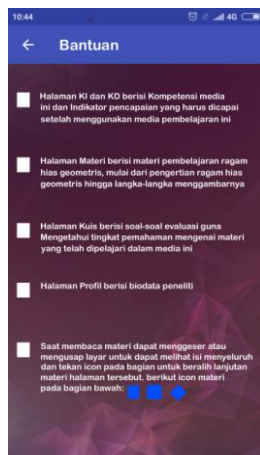 10:44
4G
Bantuan
Halaman KI dan KD berisi Kompetensi media
ini dan Indikator pencapaian yang harus dicapai
setelah menggunakan media pembelajaran ini
Halaman Materi berisi materi pembelajaran ragam
hias geometris, mulai dari pengertian ragam hias
geometris hingga langka-langka menggambarnya
Halaman Kuis berisi soal-soal evaluasi guna
Mengetahui tingkat pemahaman mengenai materi
yang telah dipelajari dalam media ini
Halaman Profil berisi biodata peneliti
Saat membaca materi dapat menggeser atau
mengusap layar untuk dapat melihat isi menyeluruh
dan tekan icon pada bagian untuk beralih lanjutan
materi halaman tersebut, berikut icon materi
pada bagian bawah: